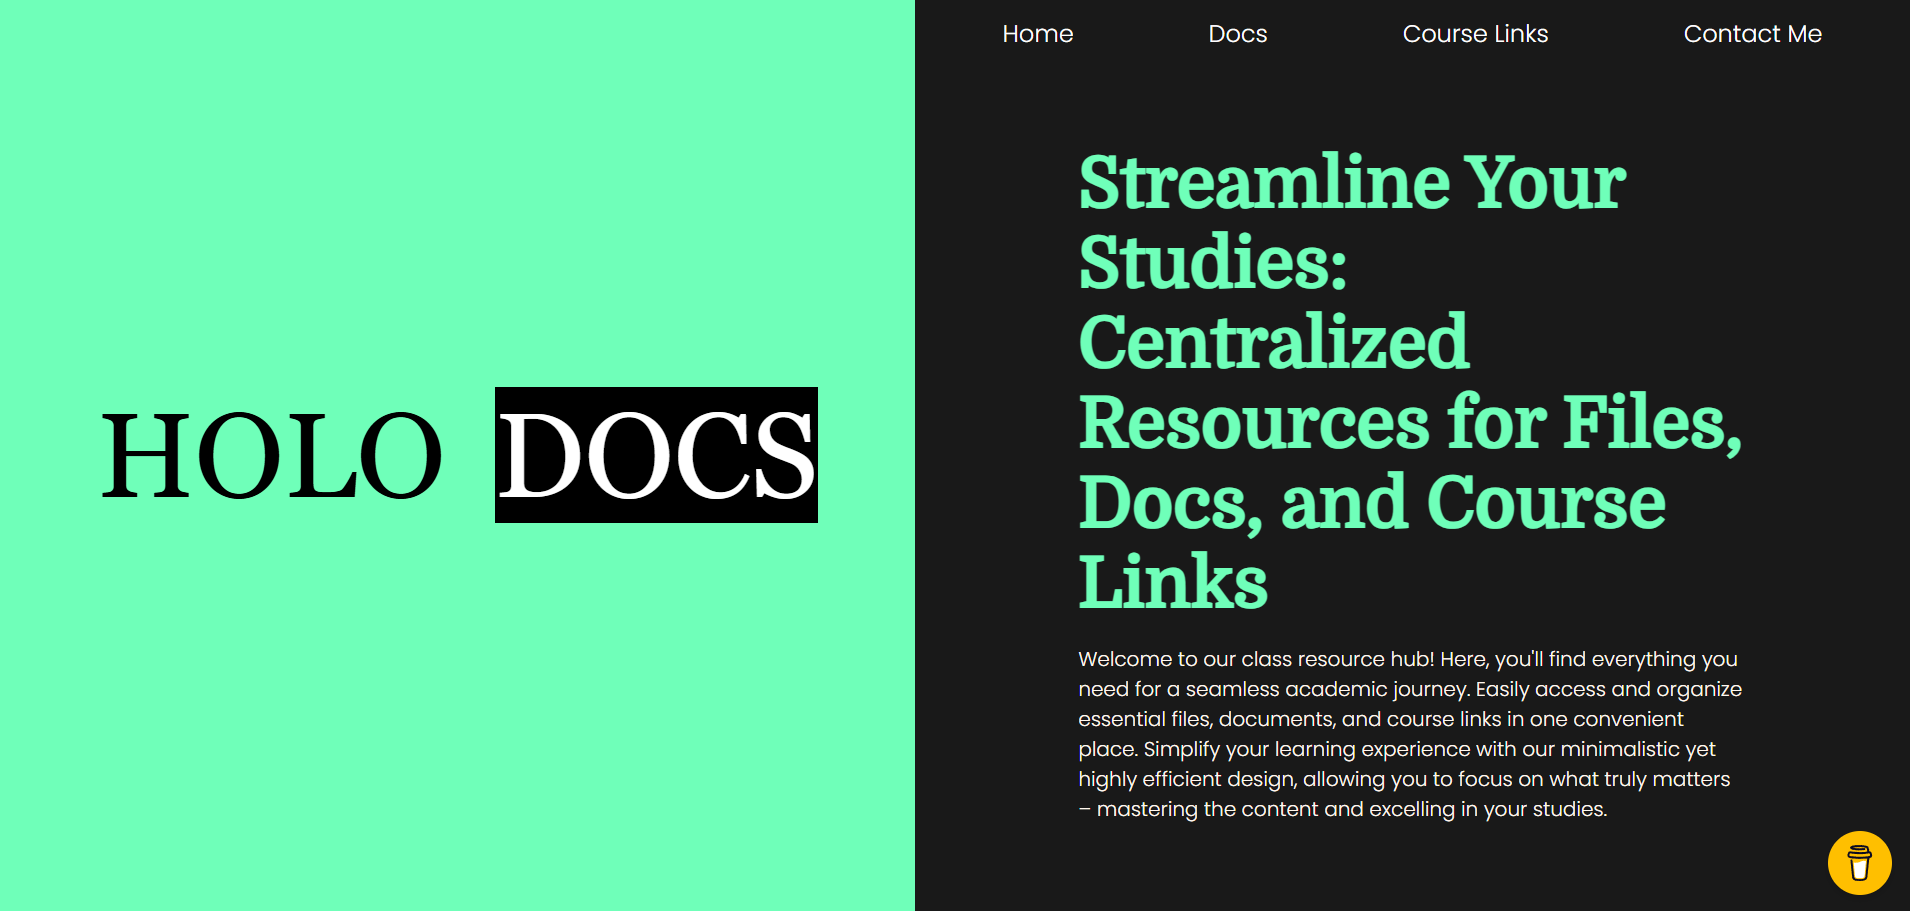 HOLO DOCS
Home Docs Course Links Contact Me
Streamline Your
Studies:
Centralized
Resources for Files,
Docs, and Course
Links
Welcome to our class resource hub! Here, you'll find everything you
need for a seamless academic journey. Easily access and organize
essential files, documents, and course links in one convenient
place. Simplify your learning experience with our minimalistic yet
highly efficient design, allowing you to focus on what truly matters
– mastering the content and excelling in your studies.